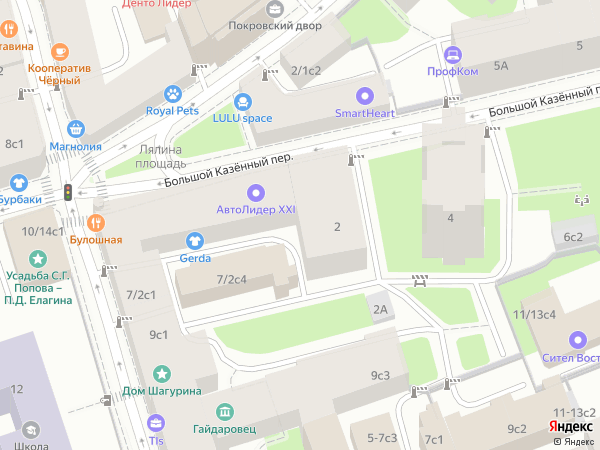 Денто Лидер
Покровский двор
тавина
Кооператив
Чёрный
2/1с2
ПрофКом
5А
5
Royal Pets
LULU space
SmartHeart
Большой Казённый п
8с1
Магнолия
Лялина
площадь
Большой Казённый пер.
Бурбаки
АвтоЛидер XXI
2
4
10/14с1
Булошная
Gerda
6с2
Усадьба С.Г.
Попова –
П.Д. Елагина
7/2с1
7/2с4
2А
11/13с4
9с1
Сител Вост
12
Дом Шагурина
9с3
Гайдаровец
11-13с2
Школа
Tls
5-7с3
7с1
9с2
Яндекс
© Яндекс